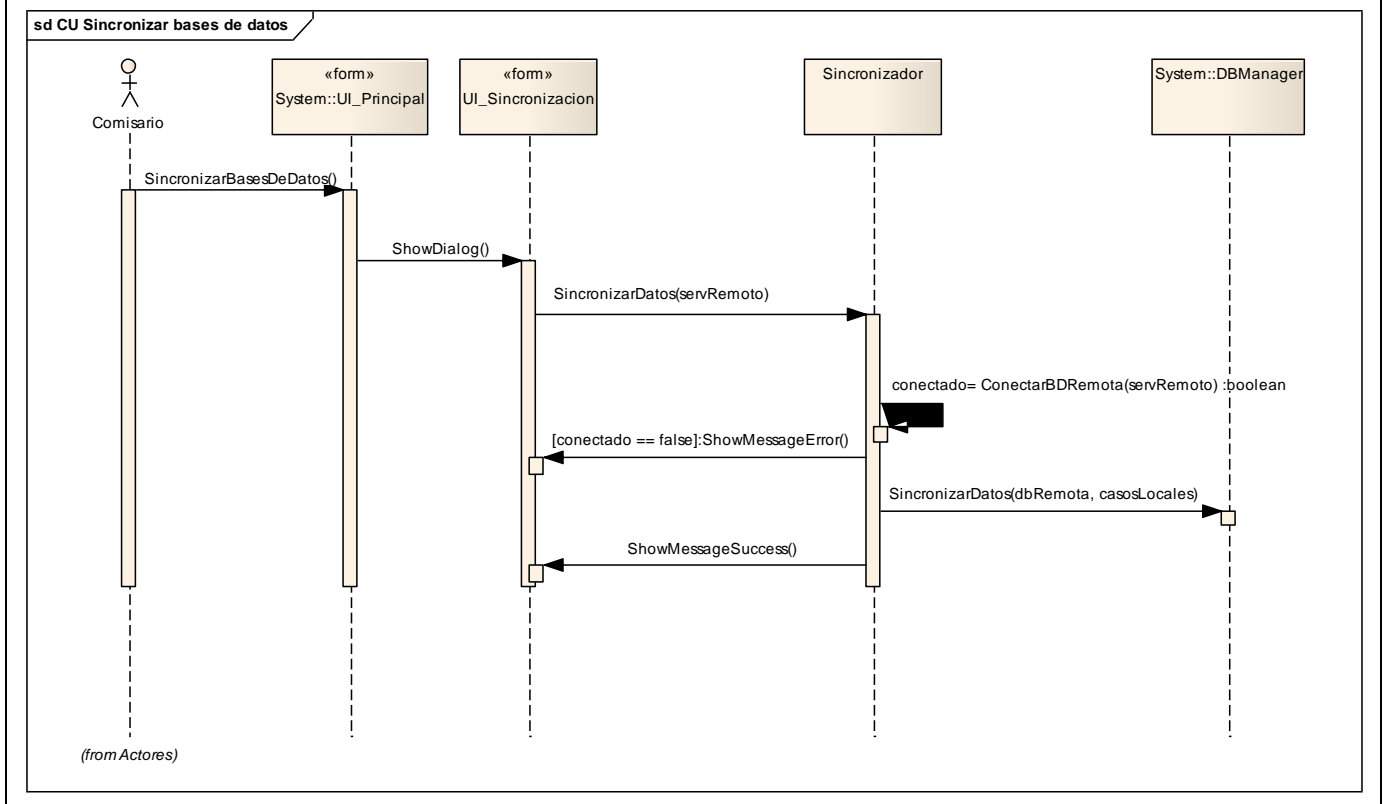 sd CU Sincronizar bases de datos
Comisario
«form»
System::UI_Principal
«form»
UI_Sincronizacion
Sincronizador
System::DBManager
SincronizarBasesDeDatos()
ShowDialog()
SincronizarDatos(servRemoto)
conectado= ConectarBDRemota(servRemoto) :boolean
[conectado == false]:ShowMessageError()
SincronizarDatos(dbRemota, casosLocales)
ShowMessageSuccess()
(from Actores)